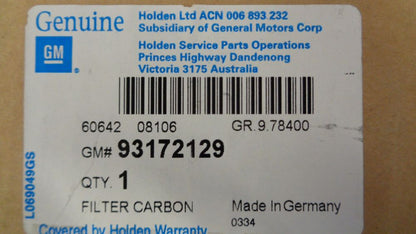 Genuine
GM
®
Holden Ltd ACN 006 893 232
Subsidiary of General Motors Corp
Holden Service Parts Operations
Princes Highway Dandenong
Victoria 3175 Australia
60642 08106 GR.9.78400
GM# 93172129
QTY. 1
FILTER CARBON Made In Germany
0334
Covered by Holden Warranty
L069049GS